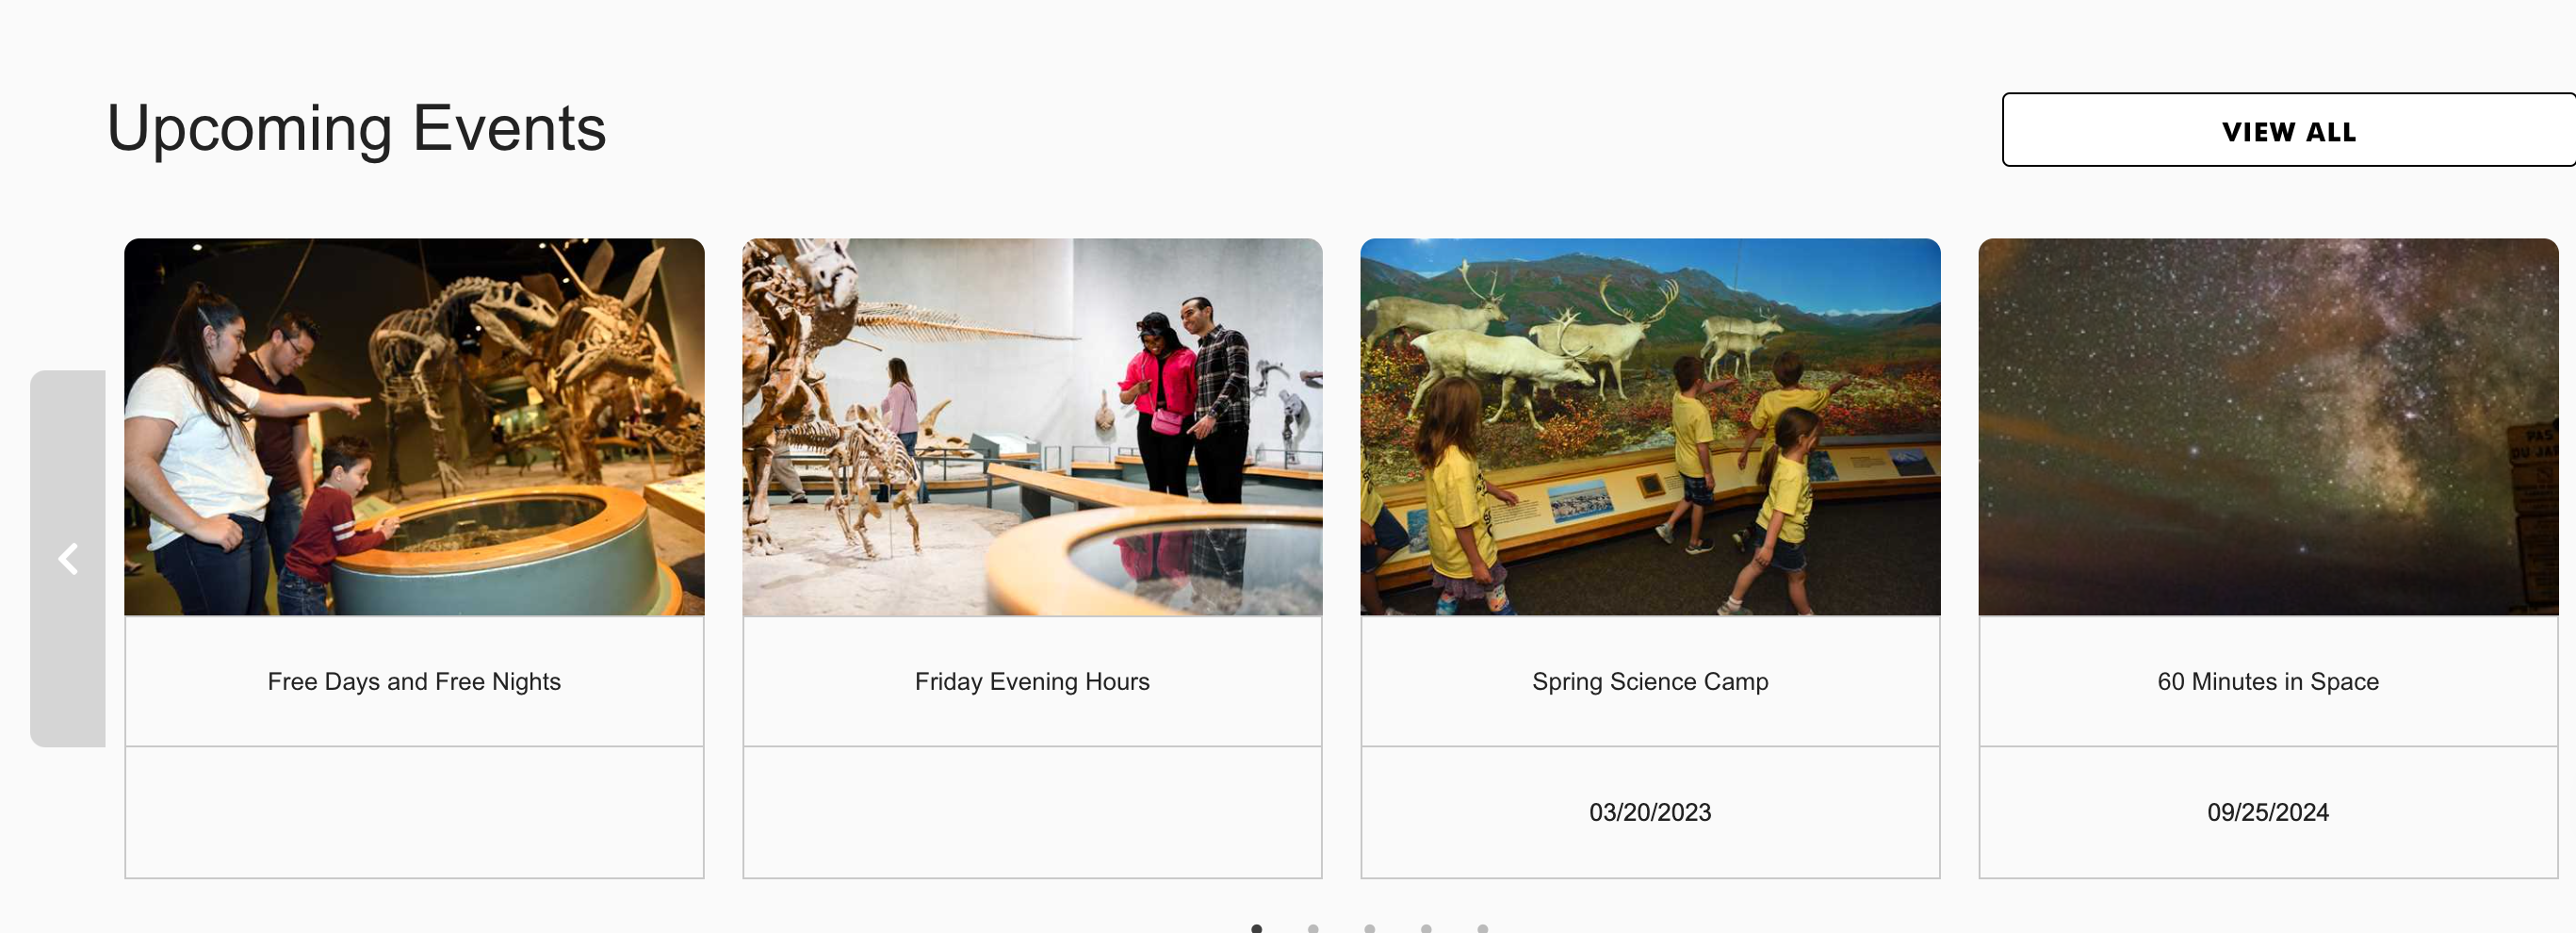 Upcoming Events
VIEW ALL
Free Days and Free Nights
Friday Evening Hours
Spring Science Camp
60 Minutes in Space
03/20/2023
09/25/2024